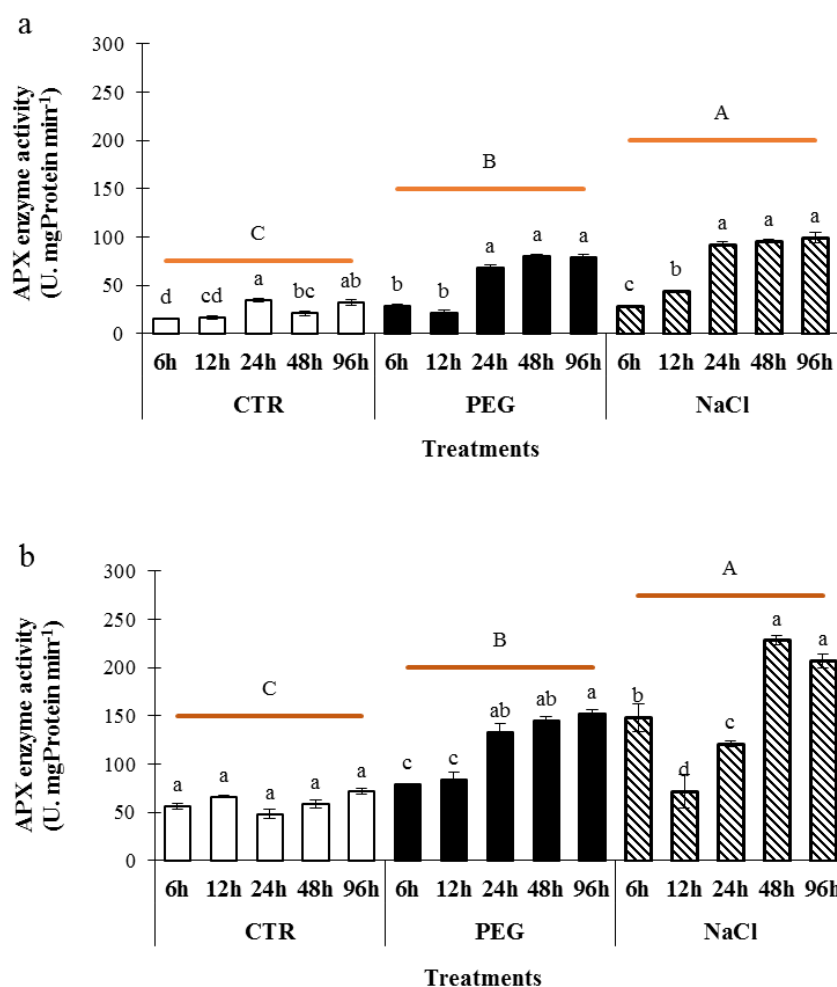 a
APX enzyme activity
(U. mgProtein min-1)
300
250
200
150
100
50
0
A
B
C
d cd a bc ab b b a a a c b a a a
6h 12h 24h 48h 96h 6h 12h 24h 48h 96h 6h 12h 24h 48h 96h
CTR PEG NaCl
Treatments
b
APX enzyme activity
(U. mgProtein min-1)
300
250
200
150
100
50
0
A
B
C
a a a a a c c ab ab a b d c a a
6h 12h 24h 48h 96h 6h 12h 24h 48h 96h 6h 12h 24h 48h 96h
CTR PEG NaCl
Treatments